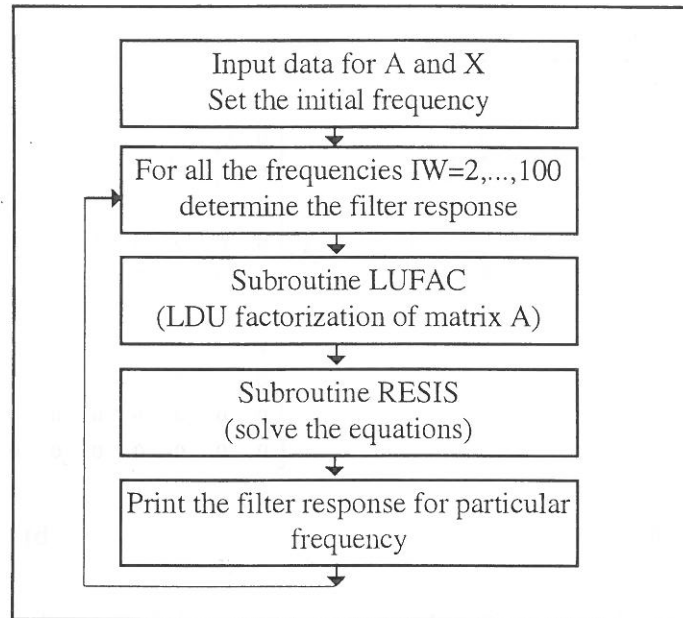 Input data for A and X
Set the initial frequency
For all the frequencies IW=2,...,100
determine the filter response
Subroutine LUFAC
(LDU factorization of matrix A)
Subroutine RESIS
(solve the equations)
Print the filter response for particular
frequency